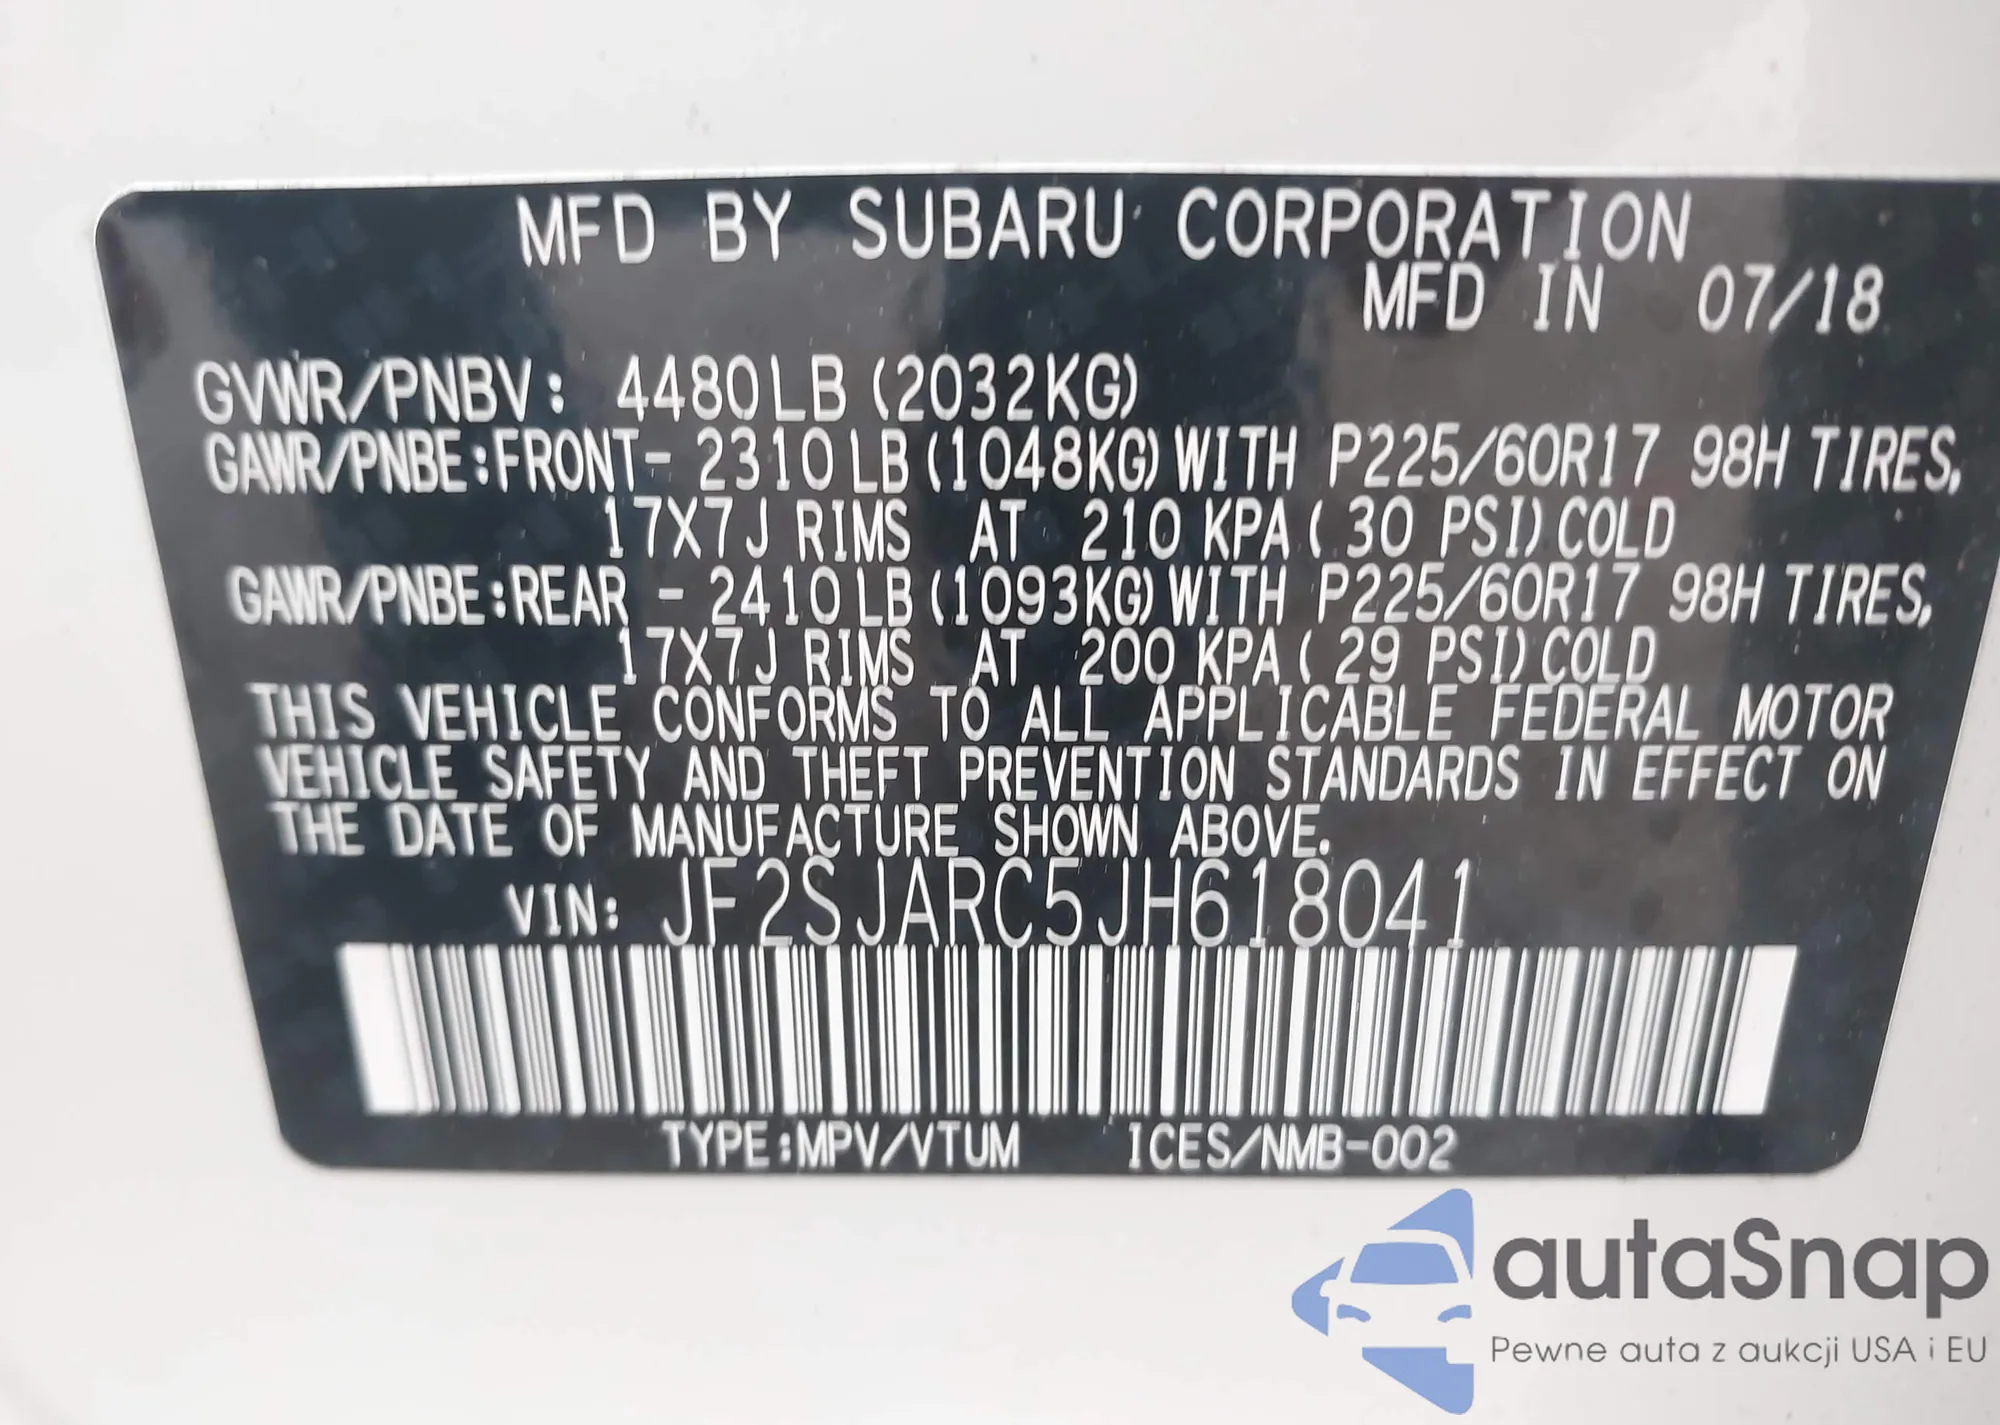 MFD BY SUBARU CORPORATION
MFD IN 07/18
GVWR/PNBV: 4480LB (2032KG)
GAWR/PNBE:FRONT- 2310LB (1048KG) WITH P225/60R17 98H TIRES,
17X7J RIMS AT 210 KPA ( 30 PSI) COLD
GAWR/PNBE:REAR - 2410LB (1093KG) WITH P225/60R17 98H TIRES,
17X7J RIMS AT 200 KPA ( 29 PSI) COLD
THIS VEHICLE CONFORMS TO ALL APPLICABLE FEDERAL MOTOR
VEHICLE SAFETY AND THEFT PREVENTION STANDARDS IN EFFECT ON
THE DATE OF MANUFACTURE SHOWN ABOVE.
VIN: JF2SJARC5JH618041
TYPE:MPV/VTUM ICES/NMB-002
autaSnap
Pewne auta z aukcji USA i EU